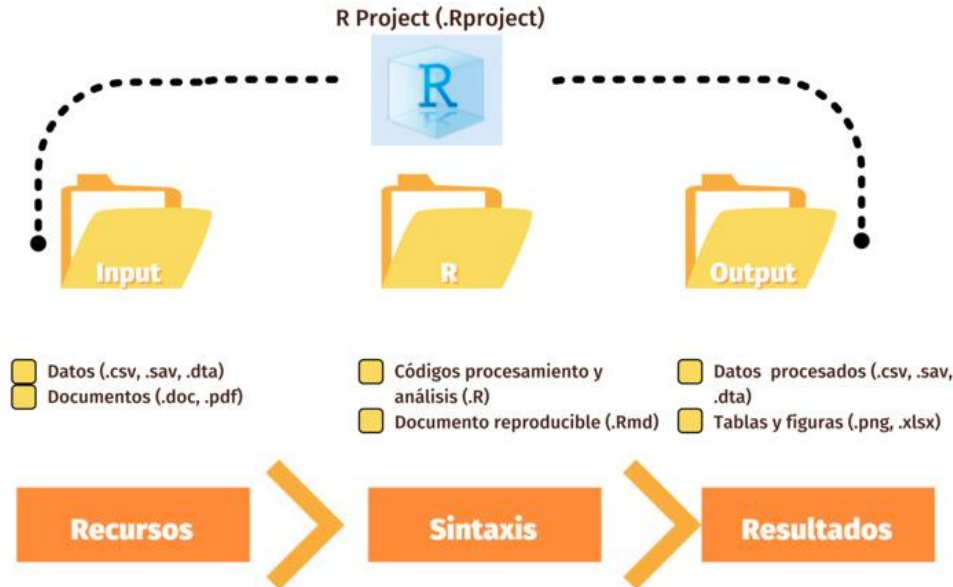 R Project (.Rproject)
R
Input
R
Output
Datos (.csv, .sav, .dta)
Documentos (.doc, .pdf)
Códigos procesamiento y
análisis (.R)
Documento reproducible (.Rmd)
Datos procesados (.csv, .sav,
.dta)
Tablas y figuras (.png, .xlsx)
Recursos
Sintaxis
Resultados